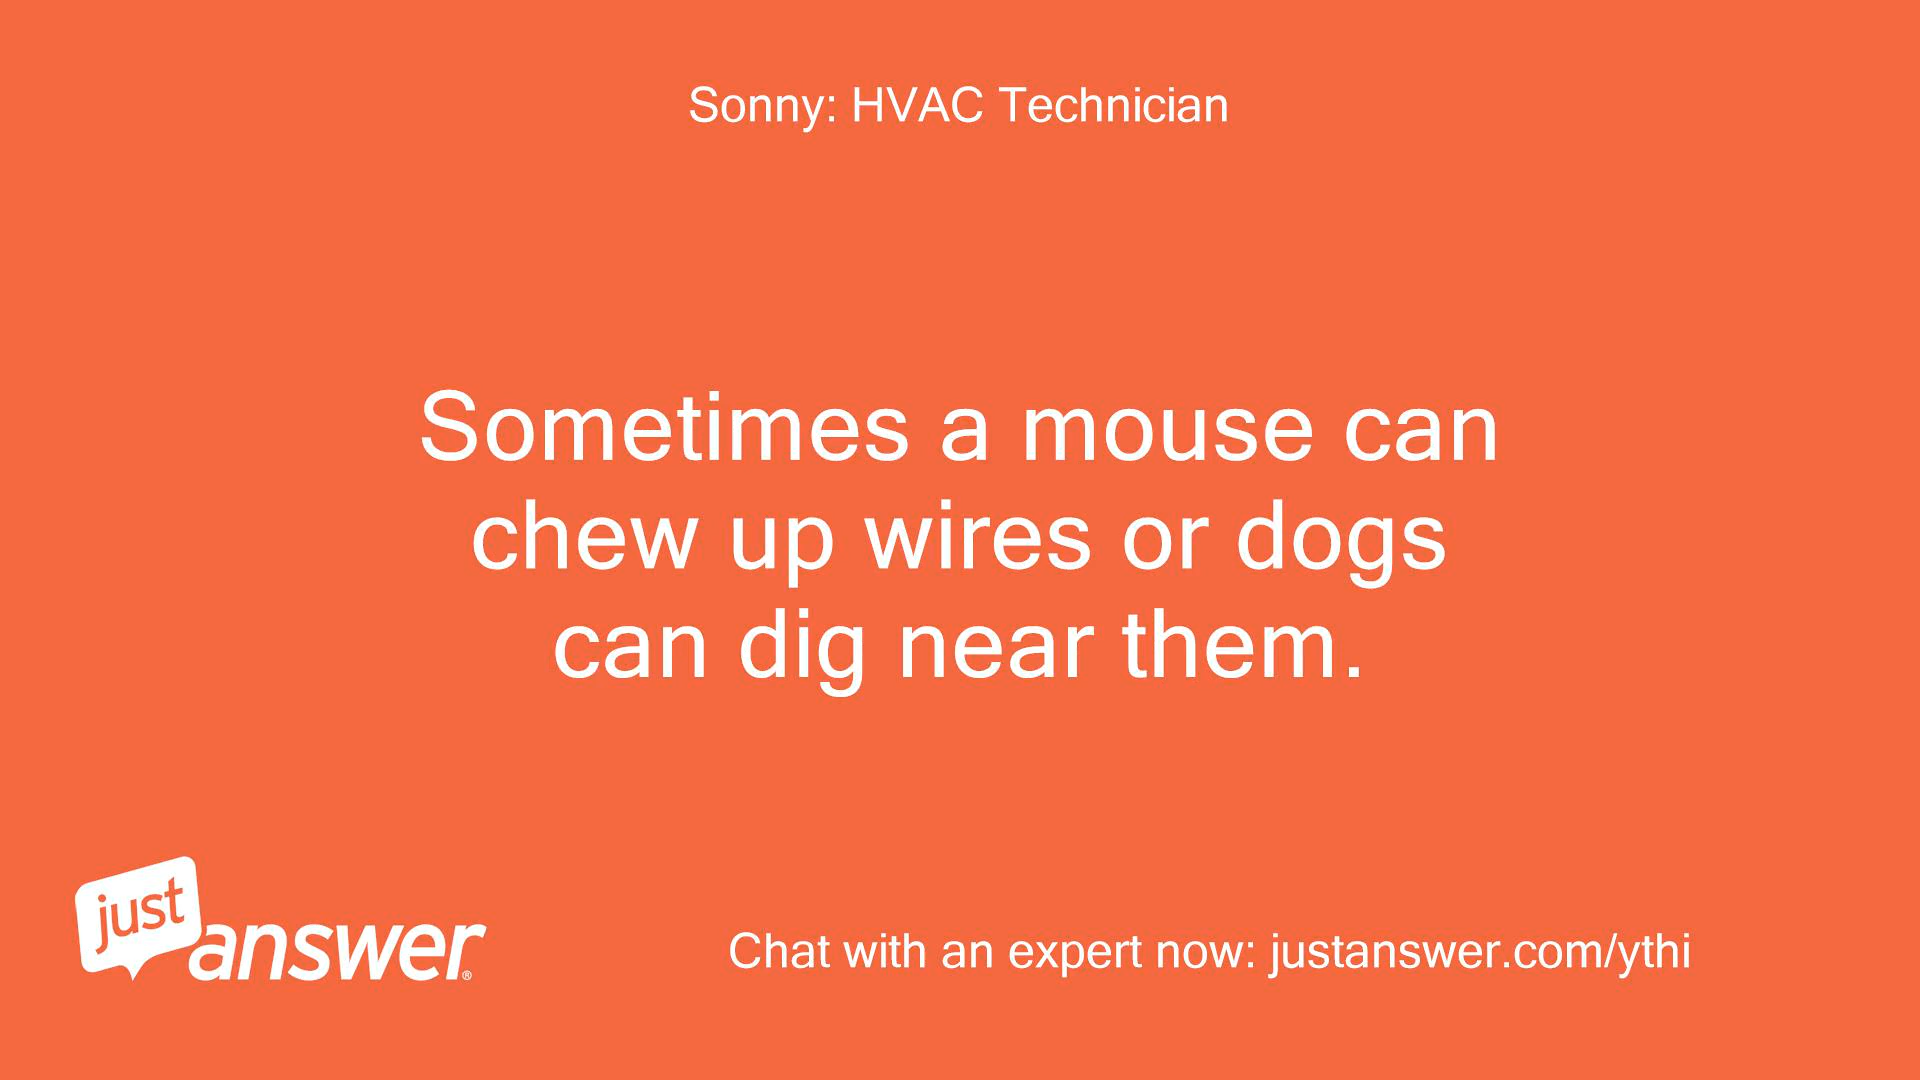 Sonny: HVAC Technician
Sometimes a mouse can
chew up wires or dogs
can dig near them.
just
answer®
Chat with an expert now: justanswer.com/ythi